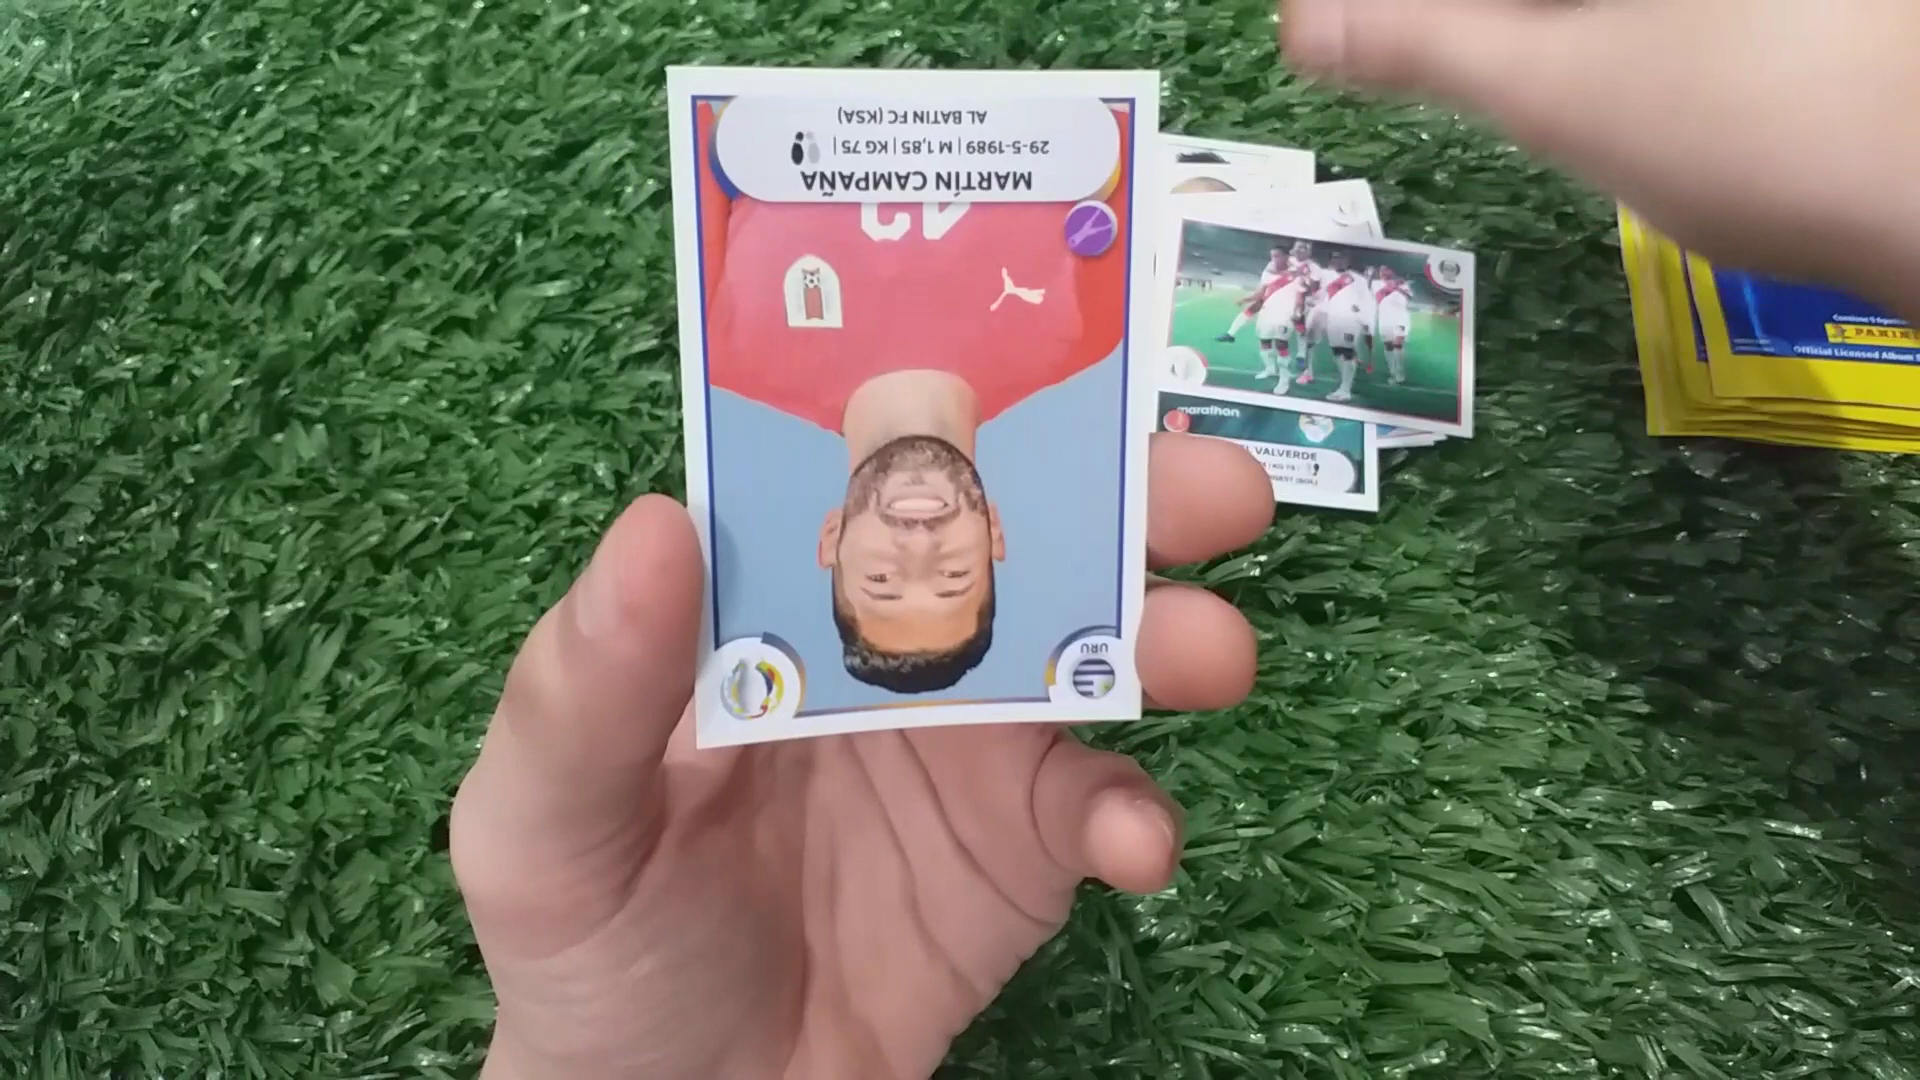 MARTÍN CAMPAÑA
29-5-1989 | M 1,85 | KG 75 |
AL BATIN FC (KSA)
URU
marathon
VALVERDE
PANINI
Official Licensed Album